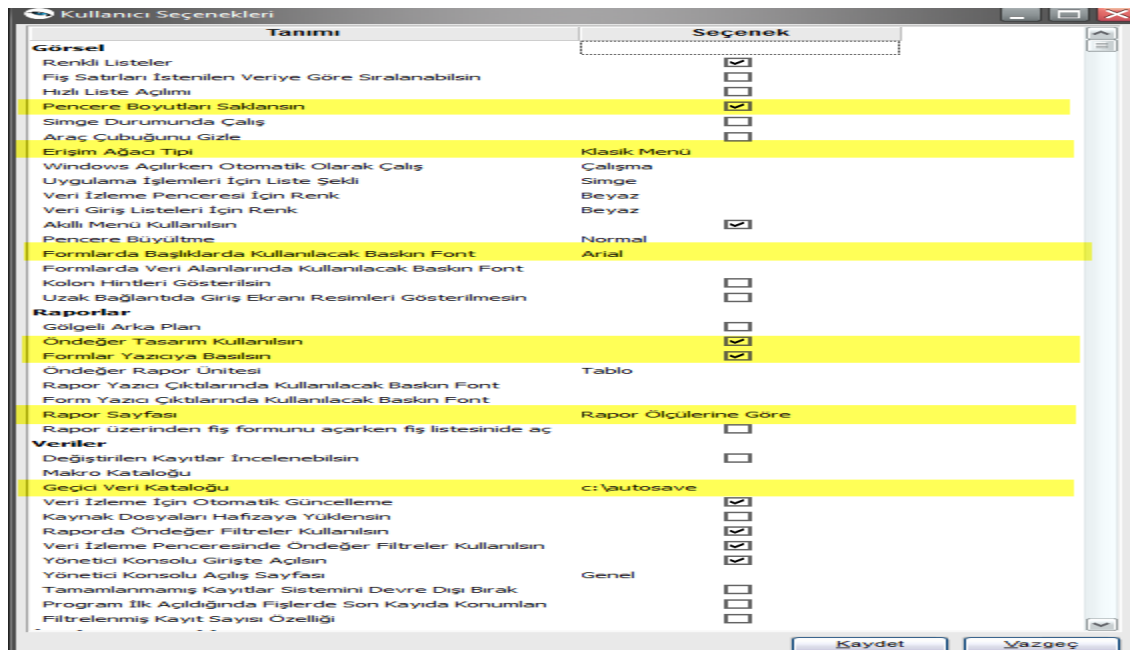 Kullanıcı Seçenekleri
Tanımı Seçenek
Görsel
Renkli Listeler
Fiş Satırları İstenilen Veriye Göre Sıralanabilsin
Hızlı Liste Açılımı
Pencere Boyutları Saklansın
Simge Durumunda Çalış
Araç Çubuğunu Gizle
Erişim Ağacı Tipi Klasik Menü
Windows Açılırken Otomatik Olarak Çalış Çalışma
Uygulama İşlemleri İçin Liste Şekli Simge
Veri İzleme Penceresi İçin Renk Beyaz
Veri Giriş Listeleri İçin Renk Beyaz
Akıllı Menü Kullanılsın
Pencere Büyültme Normal
Formlarda Başlıklarda Kullanılacak Baskın Font Arial
Formlarda Veri Alanlarında Kullanılacak Baskın Font
Kolon Hintleri Gösterilsin
Uzak Bağlantıda Giriş Ekranı Resimleri Gösterilmesin
Raporlar
Gölgeli Arka Plan
Öndeğer Tasarım Kullanılsın
Formlar Yazıcıya Basılsın
Öndeğer Rapor Ünitesi Tablo
Rapor Yazıcı Çıktılarında Kullanılacak Baskın Font
Form Yazıcı Çıktılarında Kullanılacak Baskın Font
Rapor Sayfası Rapor Ölçülerine Göre
Rapor üzerinden fiş formunu açarken fiş listesinide aç
Veriler
Değiştirilen Kayıtlar İncelenebilsin
Makro Kataloğu
Geçici Veri Kataloğu c:\autosave
Veri İzleme İçin Otomatik Güncelleme
Kaynak Dosyaları Hafızaya Yüklensin
Raporda Öndeğer Filtreler Kullanılsın
Veri İzleme Penceresinde Öndeğer Filtreler Kullanılsın
Yönetici Konsolu Girişte Açılsın
Yönetici Konsolu Açılış Sayfası Genel
Tamamlanmamış Kayıtlar Sistemini Devre Dışı Bırak
Program İlk Açıldığında Fişlerde Son Kayıda Konumlan
Filtrelenmiş Kayıt Sayısı Özelliği
Kaydet Vazgeç